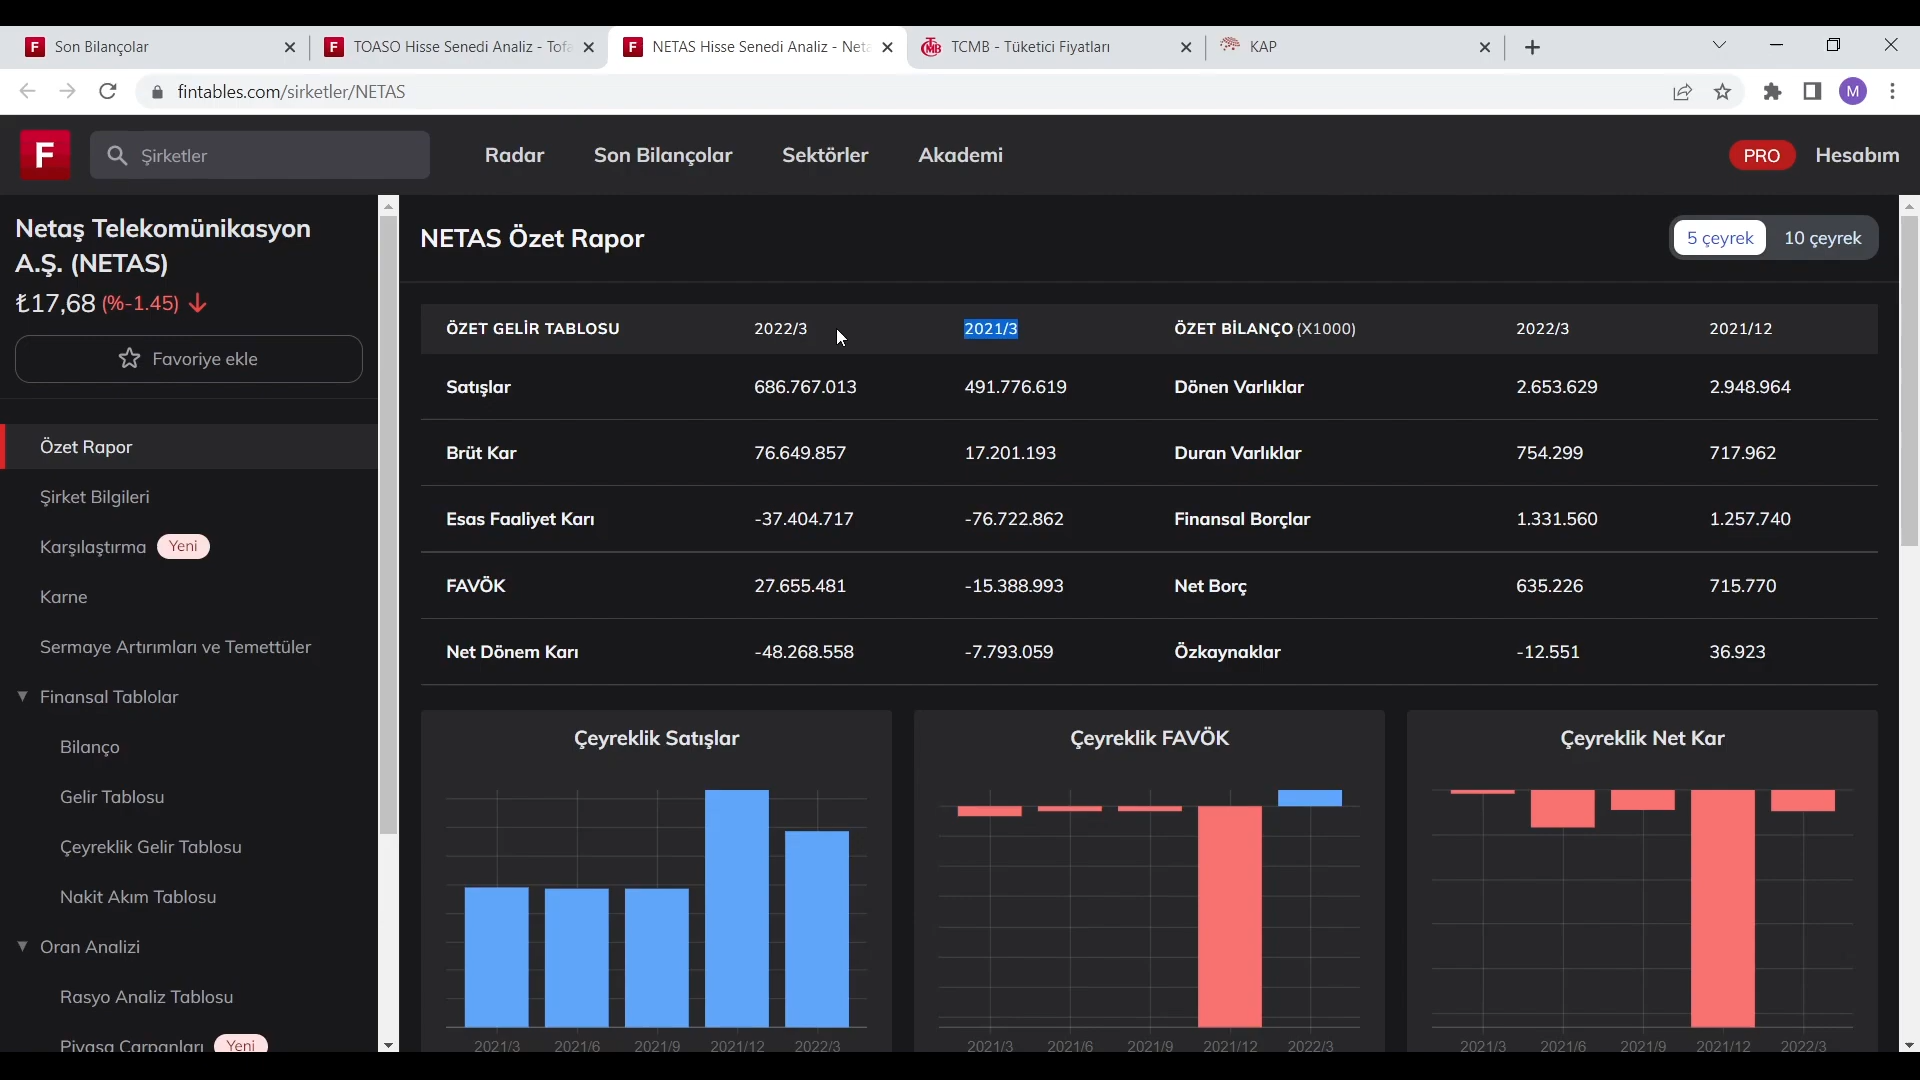 F Son Bilançolar
F TOASO Hisse Senedi Analiz - Tofa
F NETAS Hisse Senedi Analiz - Neta
TCMB - Tüketici Fiyatları
KAP
fintables.com/sirketler/NETAS
M
F
Şirketler
Radar
Son Bilançolar
Sektörler
Akademi
PRO
Hesabım
Netaş Telekomünikasyon
A.Ş. (NETAS)
₺17,68 (%-1.45)
Favoriye ekle
Özet Rapor
Şirket Bilgileri
Karşılaştırma Yeni
Karne
Sermaye Artırımları ve Temettüler
Finansal Tablolar
Bilanço
Gelir Tablosu
Çeyreklik Gelir Tablosu
Nakit Akım Tablosu
Oran Analizi
Rasyo Analiz Tablosu
Piyasa Çarpanları Yeni
NETAS Özet Rapor
5 çeyrek 10 çeyrek
ÖZET GELİR TABLOSU 2022/3 2021/3 ÖZET BİLANÇO (X1000) 2022/3 2021/12
Satışlar 686.767.013 491.776.619 Dönen Varlıklar 2.653.629 2.948.964
Brüt Kar 76.649.857 17.201.193 Duran Varlıklar 754.299 717.962
Esas Faaliyet Karı -37.404.717 -76.722.862 Finansal Borçlar 1.331.560 1.257.740
FAVÖK 27.655.481 -15.388.993 Net Borç 635.226 715.770
Net Dönem Karı -48.268.558 -7.793.059 Özkaynaklar -12.551 36.923
Çeyreklik Satışlar
2021/3 2021/6 2021/9 2021/12 2022/3
Çeyreklik FAVÖK
2021/3 2021/6 2021/9 2021/12 2022/3
Çeyreklik Net Kar
2021/3 2021/6 2021/9 2021/12 2022/3